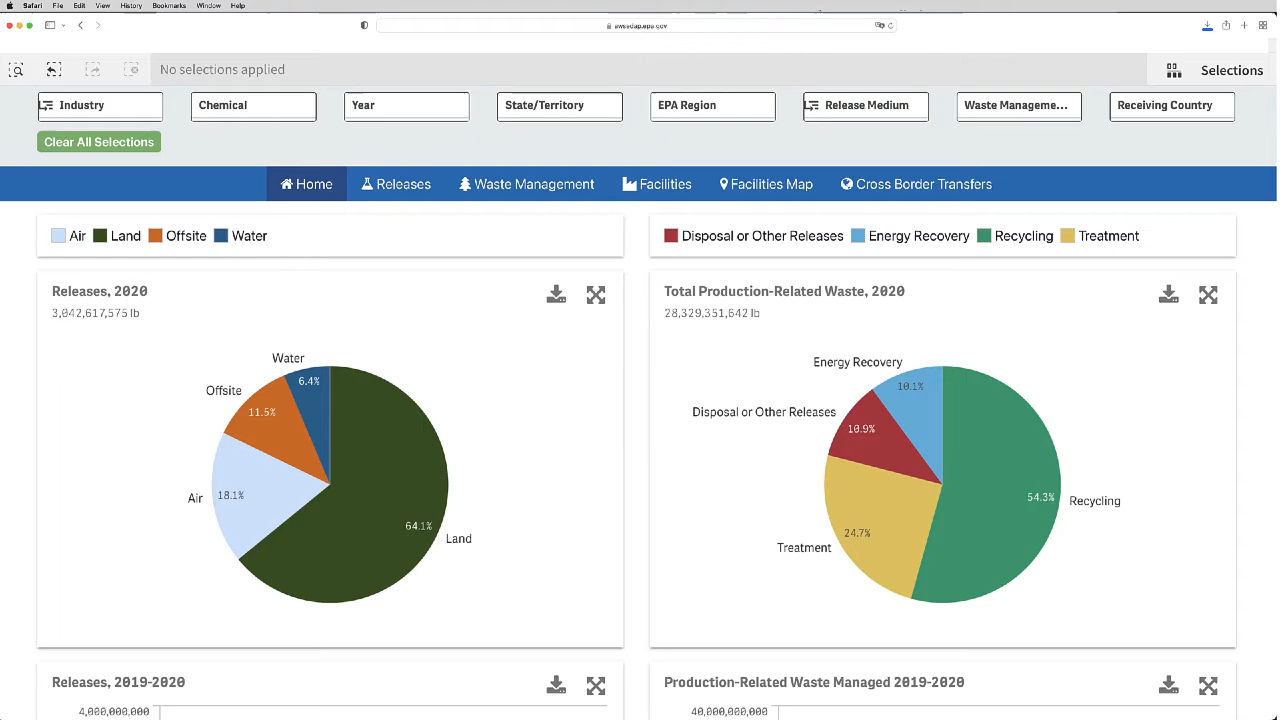 Safari File Edit View History Bookmarks Window Help
awsedap.epa.gov
No selections applied
Selections
Industry Chemical Year State/Territory EPA Region Release Medium Waste Manageme... Receiving Country
Clear All Selections
Home Releases Waste Management Facilities Facilities Map Cross Border Transfers
Air Land Offsite Water
Disposal or Other Releases Energy Recovery Recycling Treatment
Releases, 2020
3,042,617,575 lb
Water
6.4%
Offsite
11.5%
Air
18.1%
64.1%
Land
Total Production-Related Waste, 2020
28,329,351,642 lb
Energy Recovery
10.1%
Disposal or Other Releases
10.9%
54.3%
Recycling
24.7%
Treatment
Releases, 2019-2020
4,000,000,000
Production-Related Waste Managed 2019-2020
40,000,000,000